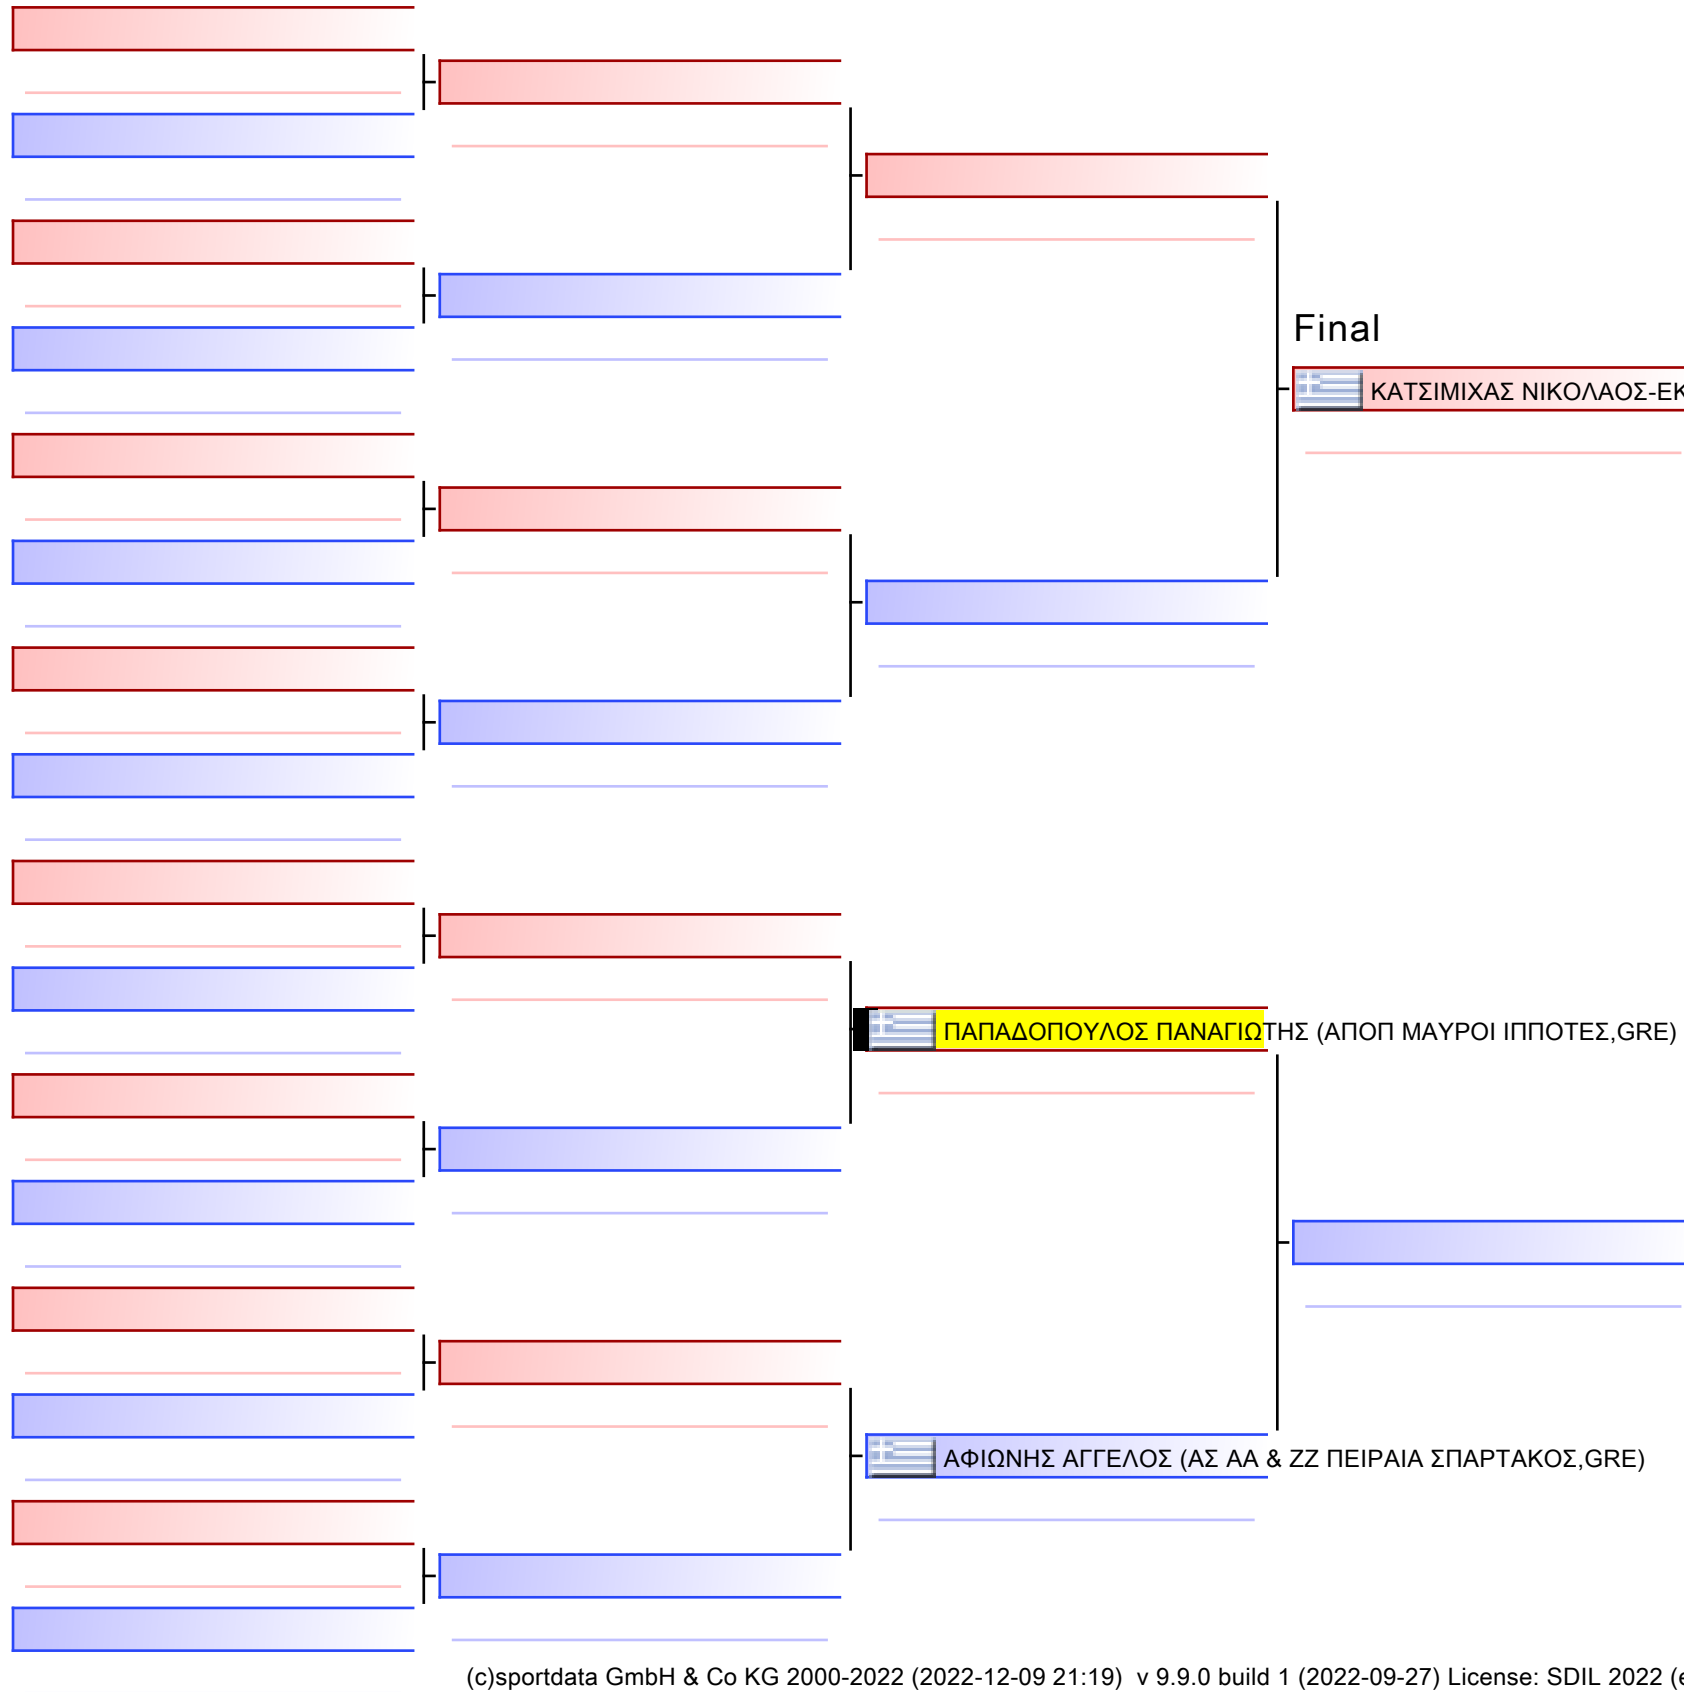 Final
ΚΑΤΣΙΜΙΧΑΣ ΝΙΚΟΛΑΟΣ-ΕΚ
ΠΑΠΑΔΟΠΟΥΛΟΣ ΠΑΝΑΓΙΩΤΗΣ (ΑΠΟΠ ΜΑΥΡΟΙ ΙΠΠΟΤΕΣ,GRE)
ΑΦΙΩΝΗΣ ΑΓΓΕΛΟΣ (ΑΣ ΑΑ & ΖΖ ΠΕΙΡΑΙΑ ΣΠΑΡΤΑΚΟΣ,GRE)
(c)sportdata GmbH & Co KG 2000-2022 (2022-12-09 21:19) v 9.9.0 build 1 (2022-09-27) License: SDIL 2022 (e